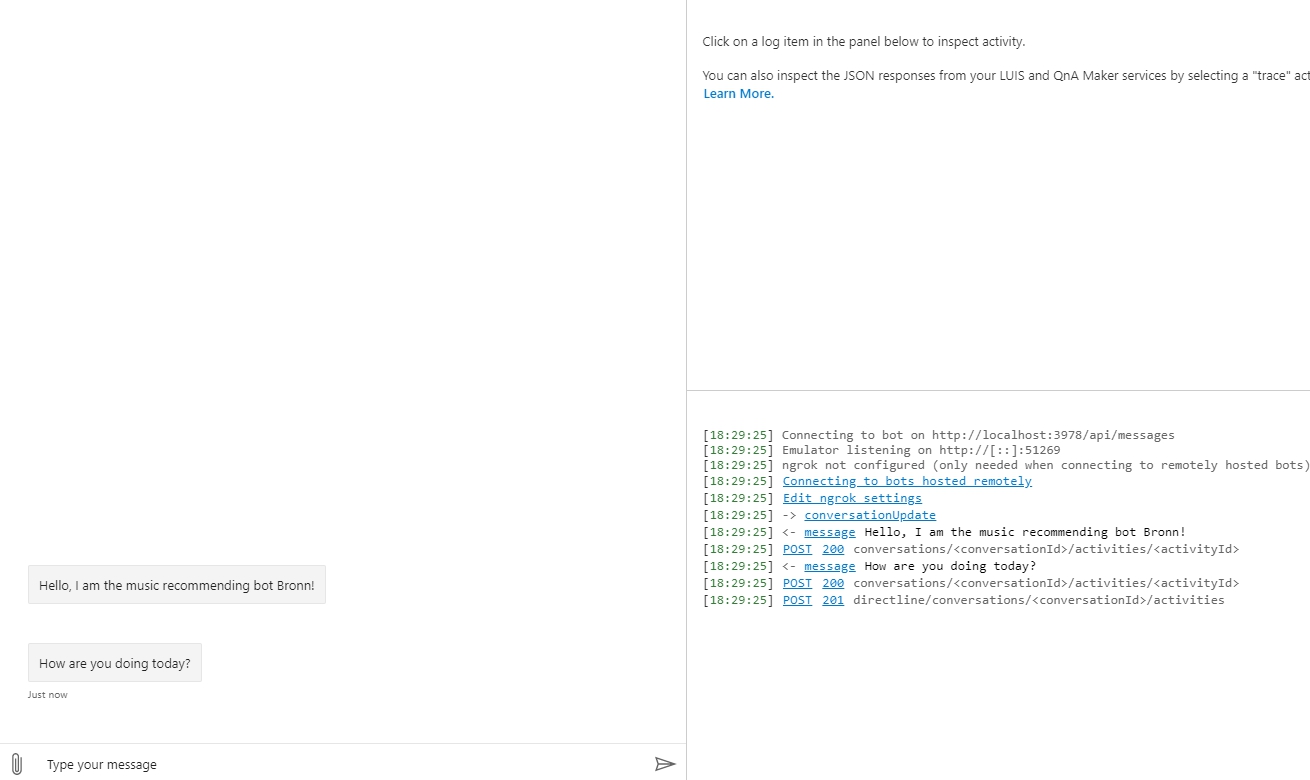 Click on a log item in the panel below to inspect activity.
You can also inspect the JSON responses from your LUIS and QnA Maker services by selecting a "trace" act
Learn More.
Hello, I am the music recommending bot Bronn!
How are you doing today?
Just now
Type your message
[18:29:25] Connecting to bot on http://localhost:3978/api/messages
[18:29:25] Emulator listening on http://[::]:51269
[18:29:25] ngrok not configured (only needed when connecting to remotely hosted bots)
[18:29:25] Connecting to bots hosted remotely
[18:29:25] Edit ngrok settings
[18:29:25] -> conversationUpdate
[18:29:25] <- message Hello, I am the music recommending bot Bronn!
[18:29:25] POST 200 conversations/<conversationId>/activities/<activityId>
[18:29:25] <- message How are you doing today?
[18:29:25] POST 200 conversations/<conversationId>/activities/<activityId>
[18:29:25] POST 201 directline/conversations/<conversationId>/activities